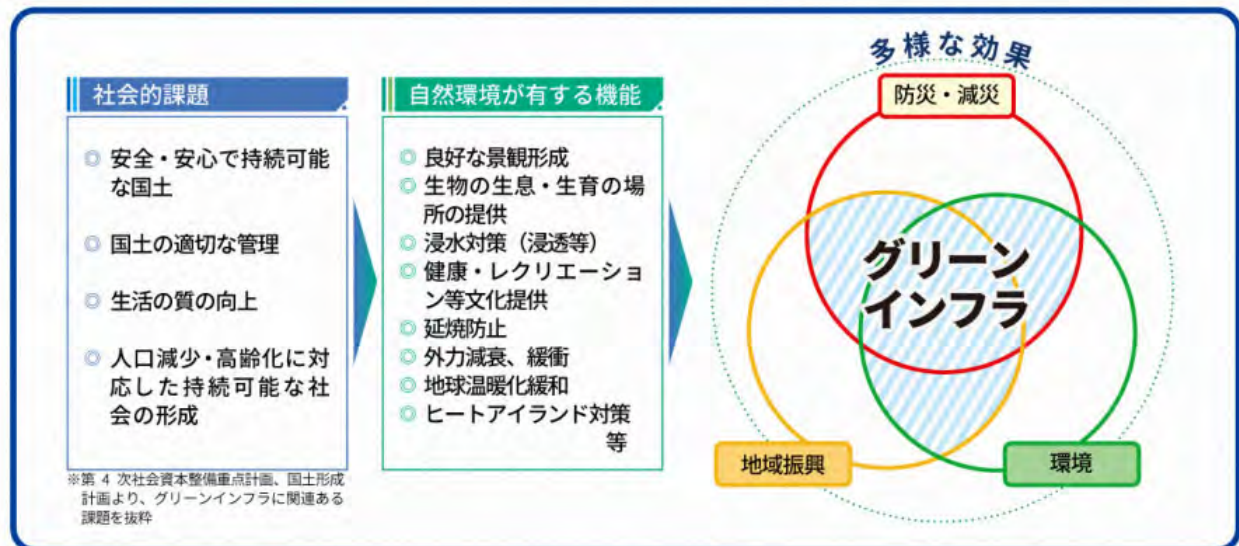 社会的課題
◎ 安全・安心で持続可能
な国土
◎ 国土の適切な管理
◎ 生活の質の向上
◎ 人口減少・高齢化に対
応した持続可能な社
会の形成
※第 4 次社会資本整備重点計画、国土形成
計画より、グリーンインフラに関連ある
課題を抜粋
自然環境が有する機能
◎ 良好な景観形成
◎ 生物の生息・生育の場
所の提供
◎ 浸水対策（浸透等）
◎ 健康・レクリエーショ
ン等文化提供
◎ 延焼防止
◎ 外力減衰、緩衝
◎ 地球温暖化緩和
◎ ヒートアイランド対策
等
多様な効果
防災・減災
グリーン
インフラ
地域振興
環境